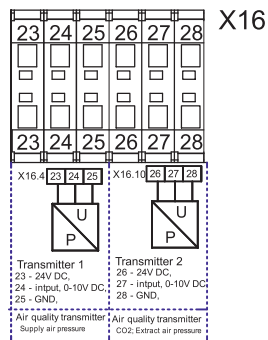 X16
23 24 25 26 27 28
23 24 25 26 27 28
X16.4 23 24 25
X16.10 26 27 28
U
P
U
P
Transmitter 1
23 - 24V DC,
24 - intput, 0-10V DC
25 - GND,
Transmitter 2
26 - 24V DC,
27 - intput, 0-10V DC
28 - GND,
Air quality transmitter
Supply air pressure
Air quality transmitter
CO2; Extract air pressure